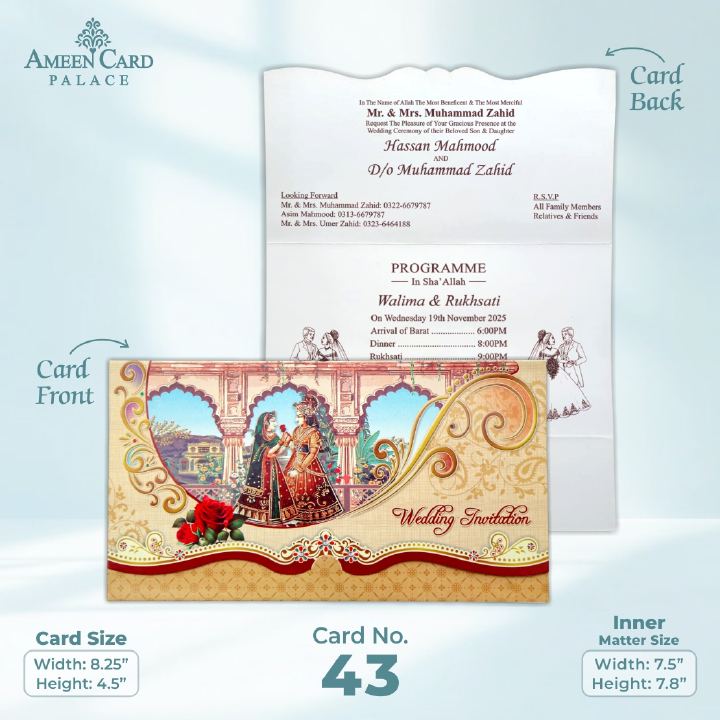 AMEEN CARD
PALACE
Card
Back
In The Name of Allah The Most Beneficent & The Most Merciful
Mr. & Mrs. Muhammad Zahid
Request The Pleasure of Your Gracious Presence at the
Wedding Ceremony of their Beloved Son & Daughter
Hassan Mahmood
AND
D/o Muhammad Zahid
Looking Forward
Mr. & Mrs. Muhammad Zahid: 0322-6679787
Asim Mahmood: 0313-6679787
Mr. & Mrs. Umer Zahid: 0323-6464188
R.S.V.P
All Family Members
Relatives & Friends
PROGRAMME
In Sha'Allah
Walima & Rukhsati
On Wednesday 19th November 2025
Arrival of Barat .................. 6:00PM
Dinner .............................. 8:00PM
Rukhsati ........................... 9:00PM
Card
Front
Wedding Invitation
Card Size
Width: 8.25”
Height: 4.5”
Card No.
43
Inner
Matter Size
Width: 7.5”
Height: 7.8”